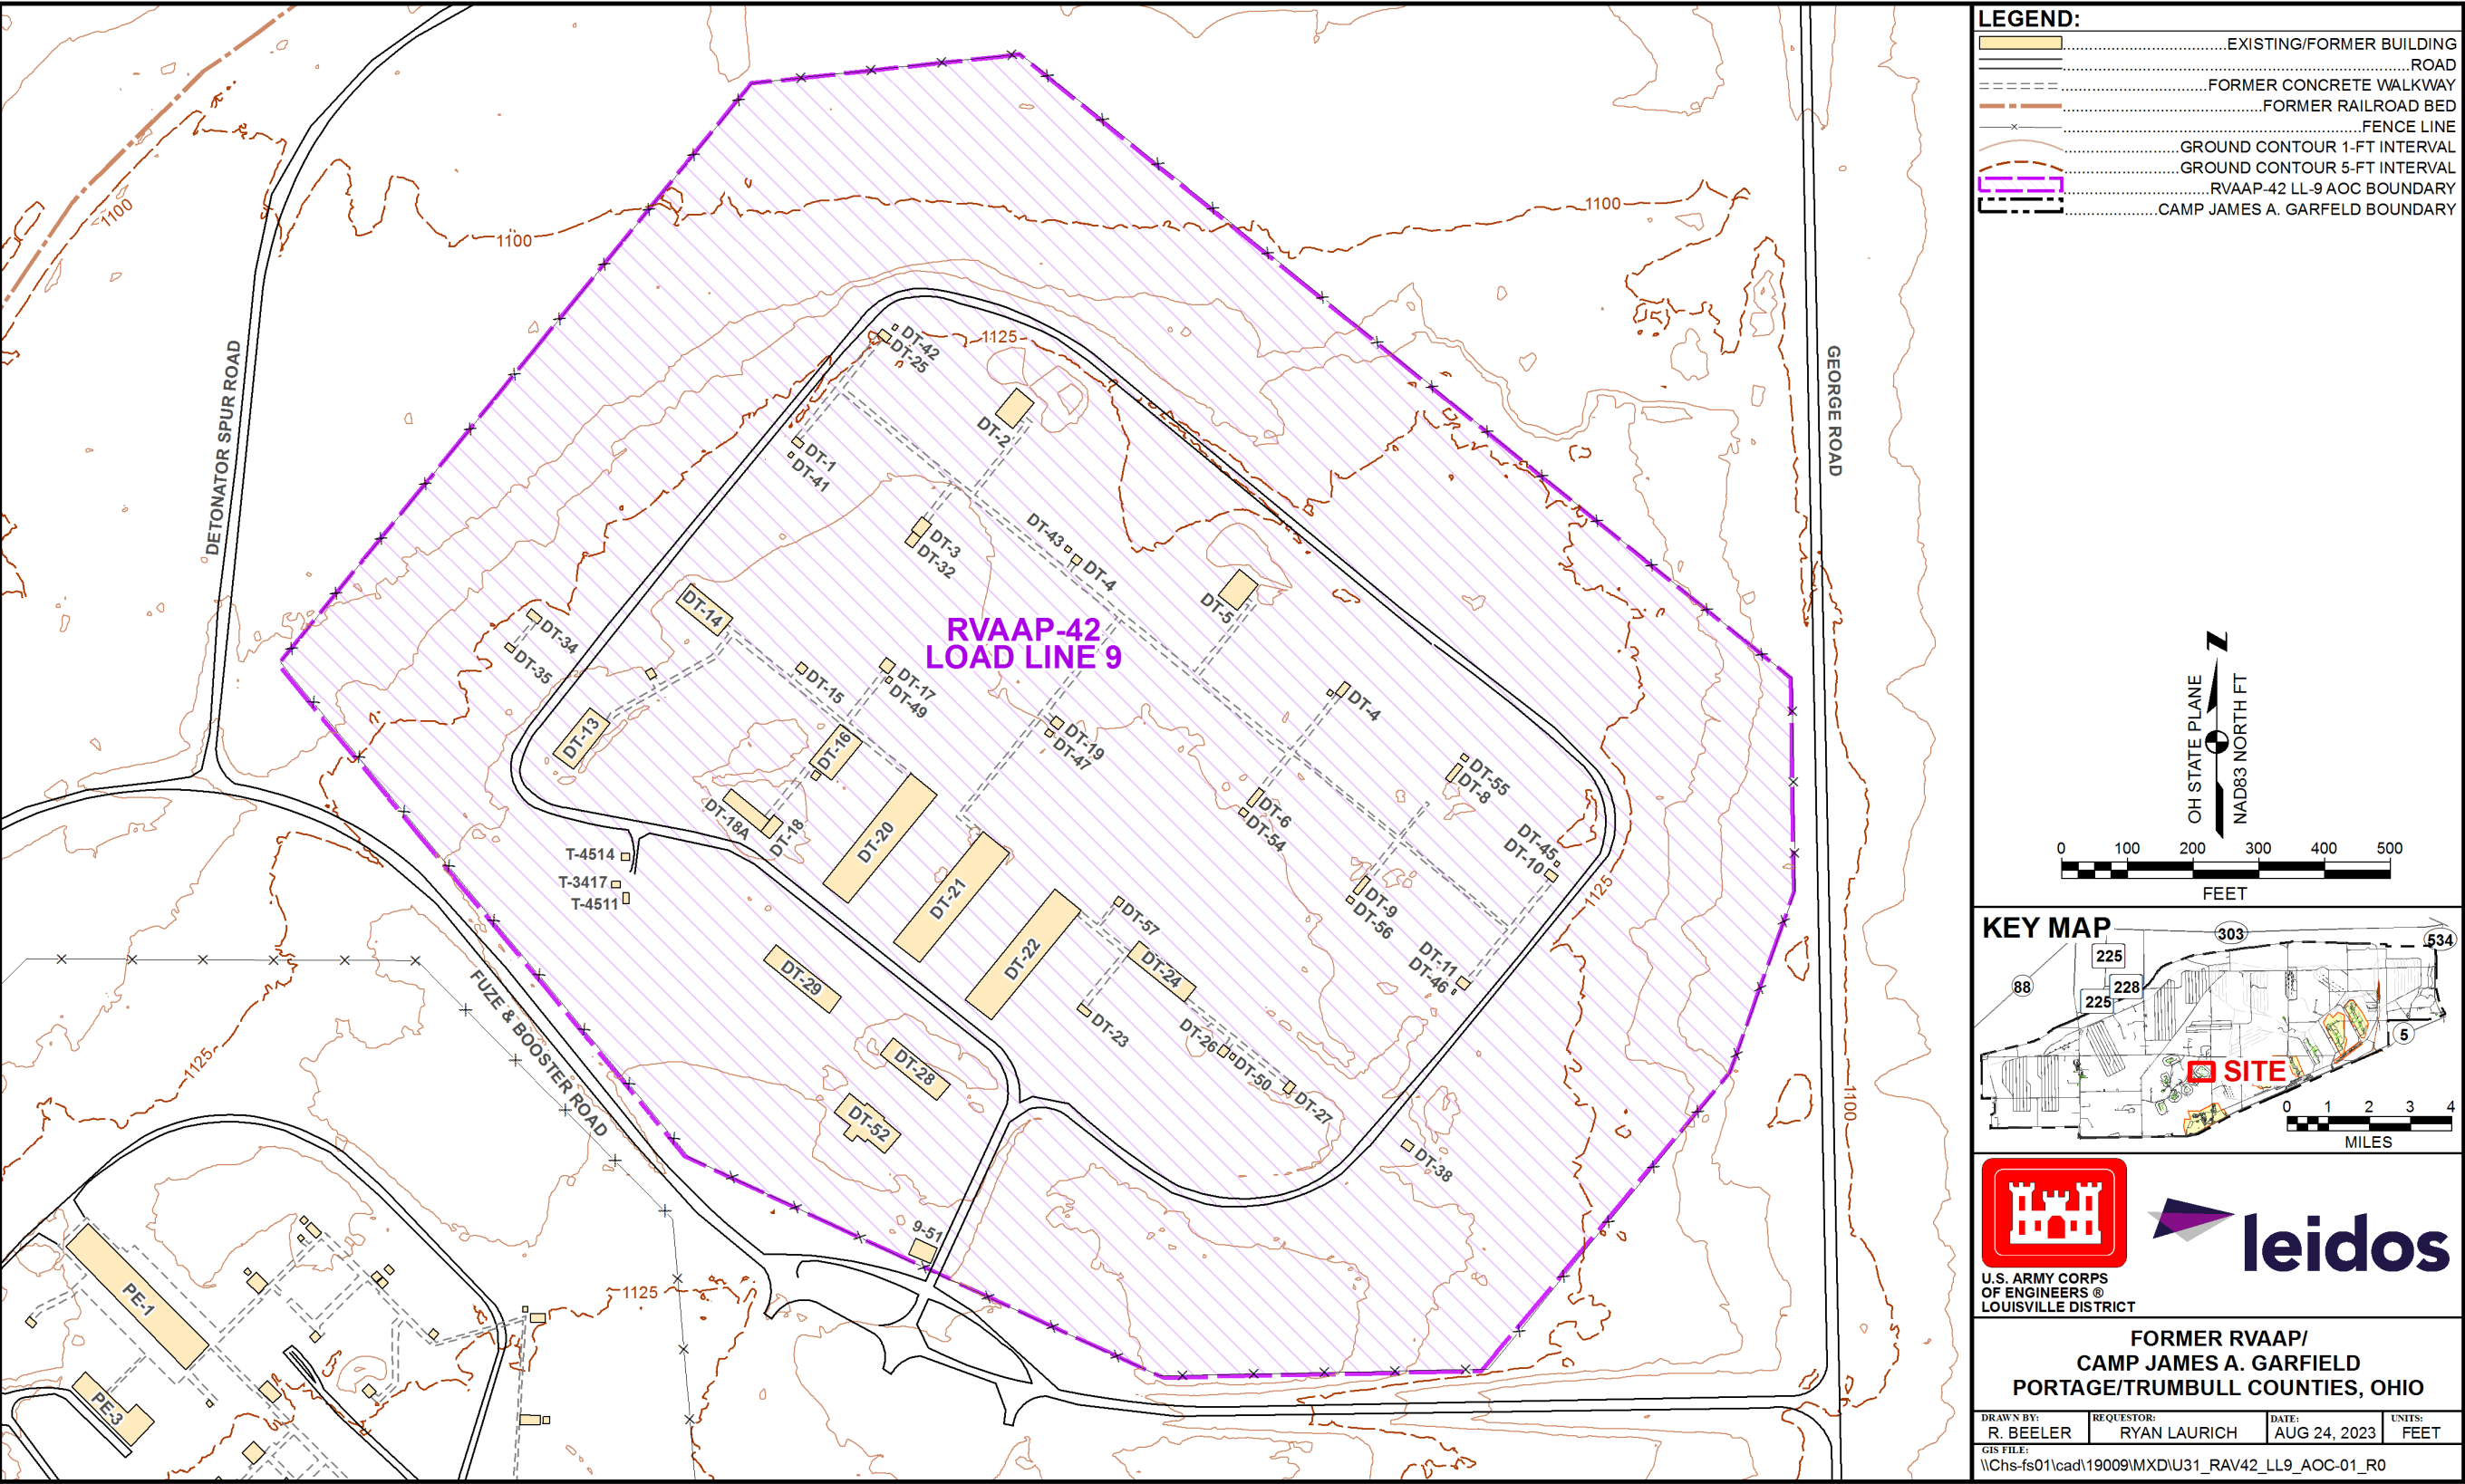 LEGEND:
EXISTING/FORMER BUILDING
ROAD
FORMER CONCRETE WALKWAY
FORMER RAILROAD BED
FENCE LINE
GROUND CONTOUR 1-FT INTERVAL
GROUND CONTOUR 5-FT INTERVAL
RVAAP-42 LL-9 AOC BOUNDARY
CAMP JAMES A. GARFELD BOUNDARY
1100
1100
1100
DETONATOR SPUR ROAD
GEORGE ROAD
DT-42
DT-25
1125
DT-2
DT-1
DT-41
DT-3
DT-32
DT-43
DT-4
DT-5
DT-14
RVAAP-42
LOAD LINE 9
DT-34
DT-35
DT-15
DT-17
DT-49
DT-13
DT-16
DT-19
DT-47
DT-4
DT-55
DT-8
DT-6
DT-54
DT-18A
DT-18
DT-20
DT-45
DT-10
T-4514
T-3417
T-4511
DT-21
DT-9
DT-56
1125
DT-57
DT-22
DT-24
DT-11
DT-46
DT-29
DT-23
DT-26
DT-50
DT-27
FUZE & BOOSTER ROAD
1125
DT-28
DT-52
DT-38
1100
9-51
1125
PE-1
PE-3
OH STATE PLANE
NAD83 NORTH FT
Z
0 100 200 300 400 500
FEET
KEY MAP
303
534
225
88
228
225
5
SITE
0 1 2 3 4
MILES
leidos
U.S. ARMY CORPS
OF ENGINEERS ®
LOUISVILLE DISTRICT
FORMER RVAAP/
CAMP JAMES A. GARFIELD
PORTAGE/TRUMBULL COUNTIES, OHIO
DRAWN BY: REQUESTOR: DATE: UNITS:
R. BEELER RYAN LAURICH AUG 24, 2023 FEET
GIS FILE:
\\Chs-fs01\cad\19009\MXD\U31_RAV42_LL9_AOC-01_R0